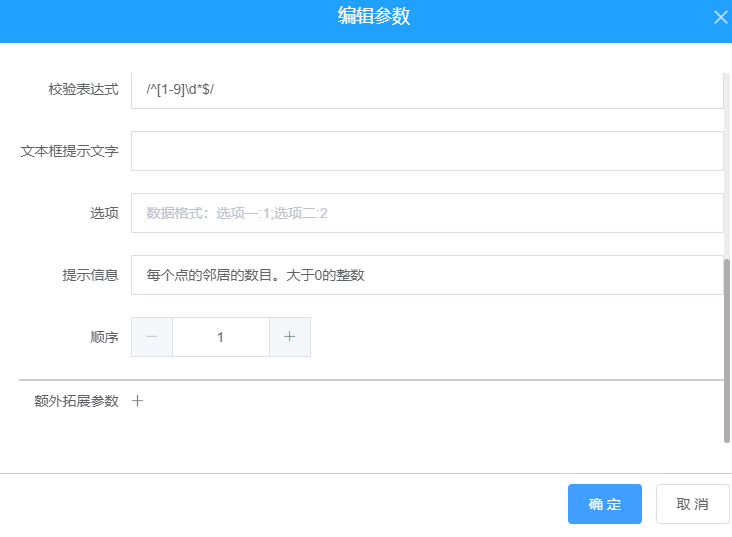 编辑参数
校验表达式 /^[1-9]\d*$/
文本框提示文字
选项 数据格式：选项一:1;选项二:2
提示信息 每个点的邻居的数目。大于0的整数
顺序 1
额外拓展参数
确 定 取 消